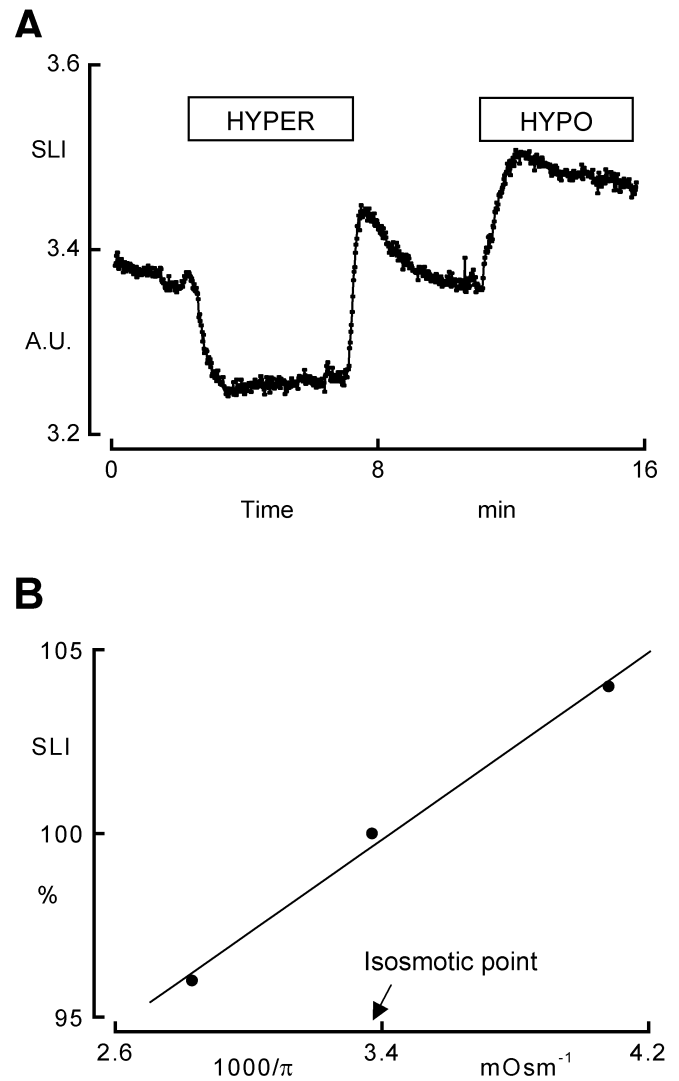 A
3.6
HYPER
HYPO
SLI
3.4
A.U.
3.2
0 8 16
Time min
B
105
SLI
100
%
Isosmotic point
95
2.6 3.4 4.2
1000/π mOsm⁻¹